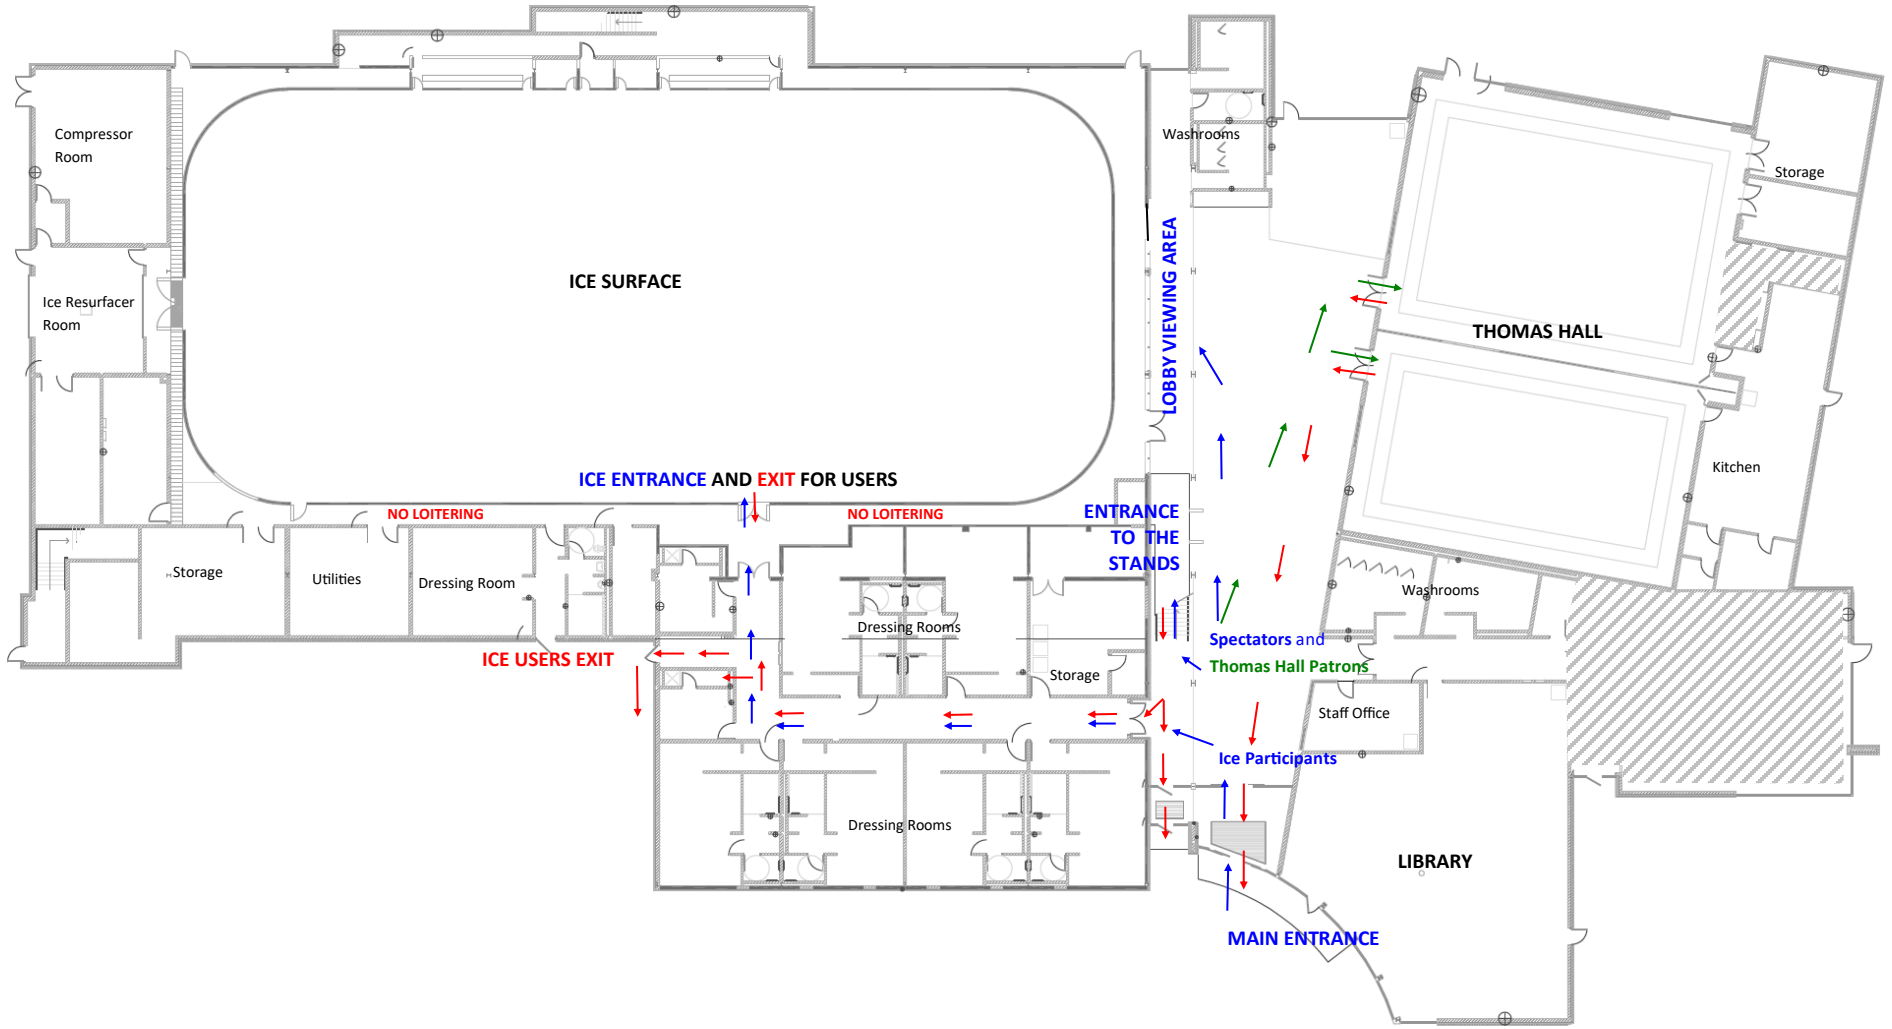 Compressor
Room
Washrooms
Storage
LOBBY VIEWING AREA
ICE SURFACE
Ice Resurfacer
Room
THOMAS HALL
Kitchen
ICE ENTRANCE AND EXIT FOR USERS
NO LOITERING
NO LOITERING
ENTRANCE
TO THE
STANDS
Storage
Utilities
Dressing Room
Washrooms
Dressing Rooms
Spectators and
Thomas Hall Patrons
ICE USERS EXIT
Storage
Staff Office
Ice Participants
Dressing Rooms
LIBRARY
MAIN ENTRANCE